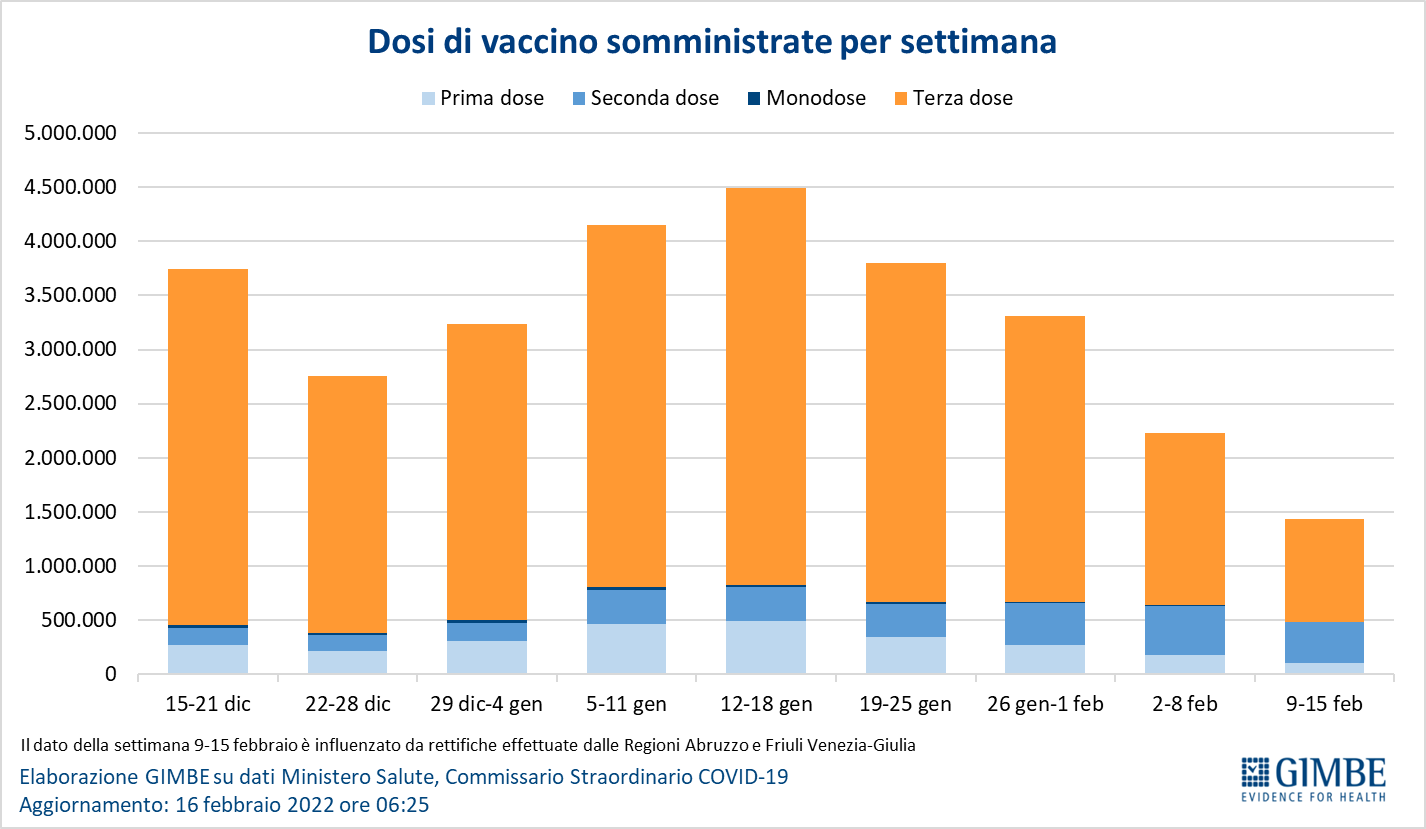 Dosi di vaccino somministrate per settimana
Prima dose Seconda dose Monodose Terza dose
5.000.000
4.500.000
4.000.000
3.500.000
3.000.000
2.500.000
2.000.000
1.500.000
1.000.000
500.000
0
15-21 dic 22-28 dic 29 dic-4 gen 5-11 gen 12-18 gen 19-25 gen 26 gen-1 feb 2-8 feb 9-15 feb
Il dato della settimana 9-15 febbraio è influenzato da rettifiche effettuate dalle Regioni Abruzzo e Friuli Venezia-Giulia
Elaborazione GIMBE su dati Ministero Salute, Commissario Straordinario COVID-19
Aggiornamento: 16 febbraio 2022 ore 06:25
GIMBE
EVIDENCE FOR HEALTH